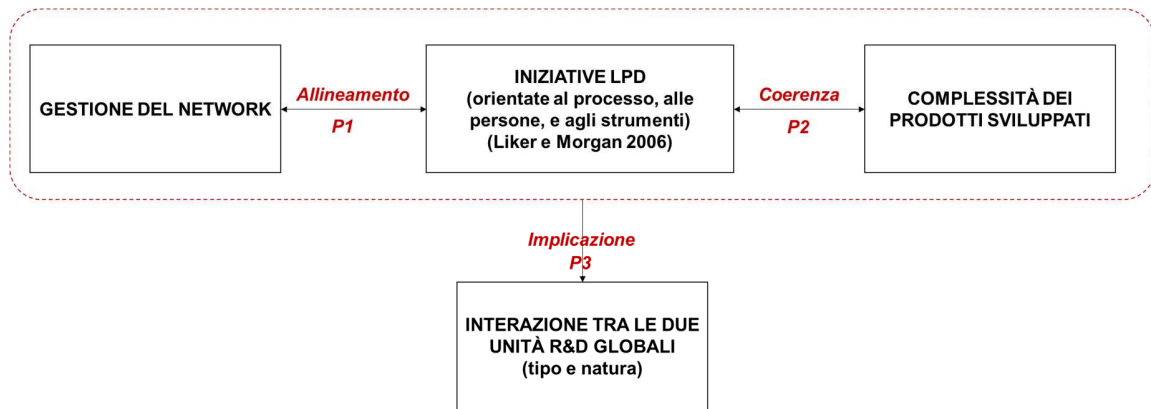 GESTIONE DEL NETWORK
Allineamento
P1
INIZIATIVE LPD
(orientate al processo, alle
persone, e agli strumenti)
(Liker e Morgan 2006)
Coerenza
P2
COMPLESSITÀ DEI
PRODOTTI SVILUPPATI
Implicazione
P3
INTERAZIONE TRA LE DUE
UNITÀ R&D GLOBALI
(tipo e natura)